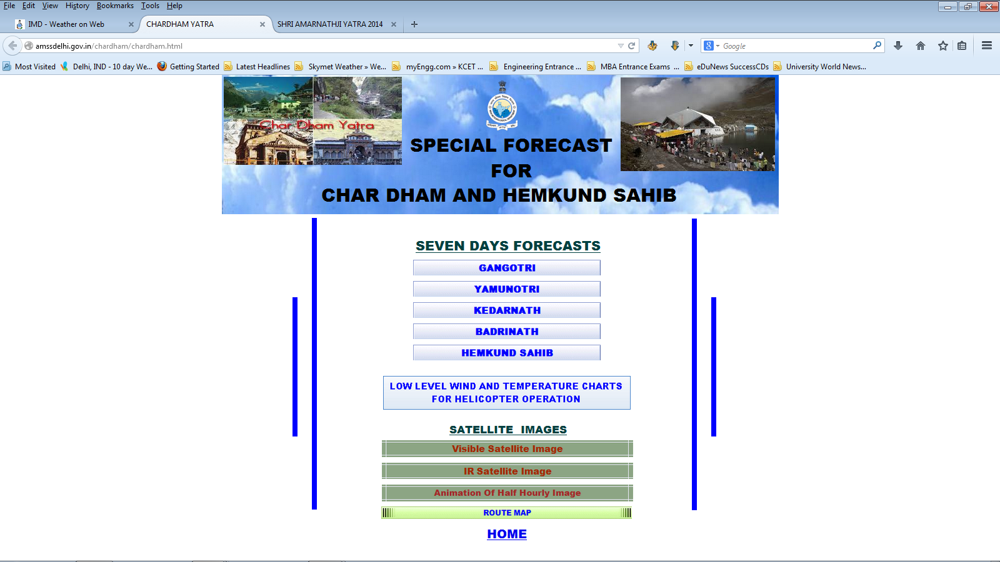 File Edit View History Bookmarks Tools Help
IMD - Weather on Web
CHARDHAM YATRA
SHRI AMARNATHJI YATRA 2014
amssdelhi.gov.in/chardham/chardham.html
Google
Most Visited
Delhi, IND - 10 day We...
Getting Started
Latest Headlines
Skymet Weather » We...
myEngg.com » KCET ...
Engineering Entrance ...
MBA Entrance Exams ...
eDuNews SuccessCDs
University World News...
Char Dham Yatra
SPECIAL FORECAST
FOR
CHAR DHAM AND HEMKUND SAHIB
SEVEN DAYS FORECASTS
GANGOTRI
YAMUNOTRI
KEDARNATH
BADRINATH
HEMKUND SAHIB
LOW LEVEL WIND AND TEMPERATURE CHARTS
FOR HELICOPTER OPERATION
SATELLITE IMAGES
Visible Satellite Image
IR Satellite Image
Animation Of Half Hourly Image
ROUTE MAP
HOME